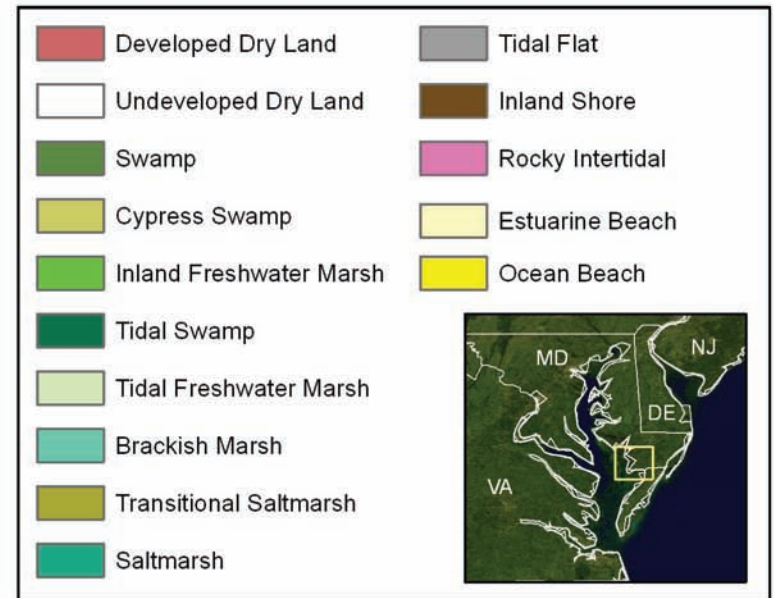 Developed Dry Land
Undeveloped Dry Land
Swamp
Cypress Swamp
Inland Freshwater Marsh
Tidal Swamp
Tidal Freshwater Marsh
Brackish Marsh
Transitional Saltmarsh
Saltmarsh
Tidal Flat
Inland Shore
Rocky Intertidal
Estuarine Beach
Ocean Beach
MD
NJ
DE
VA